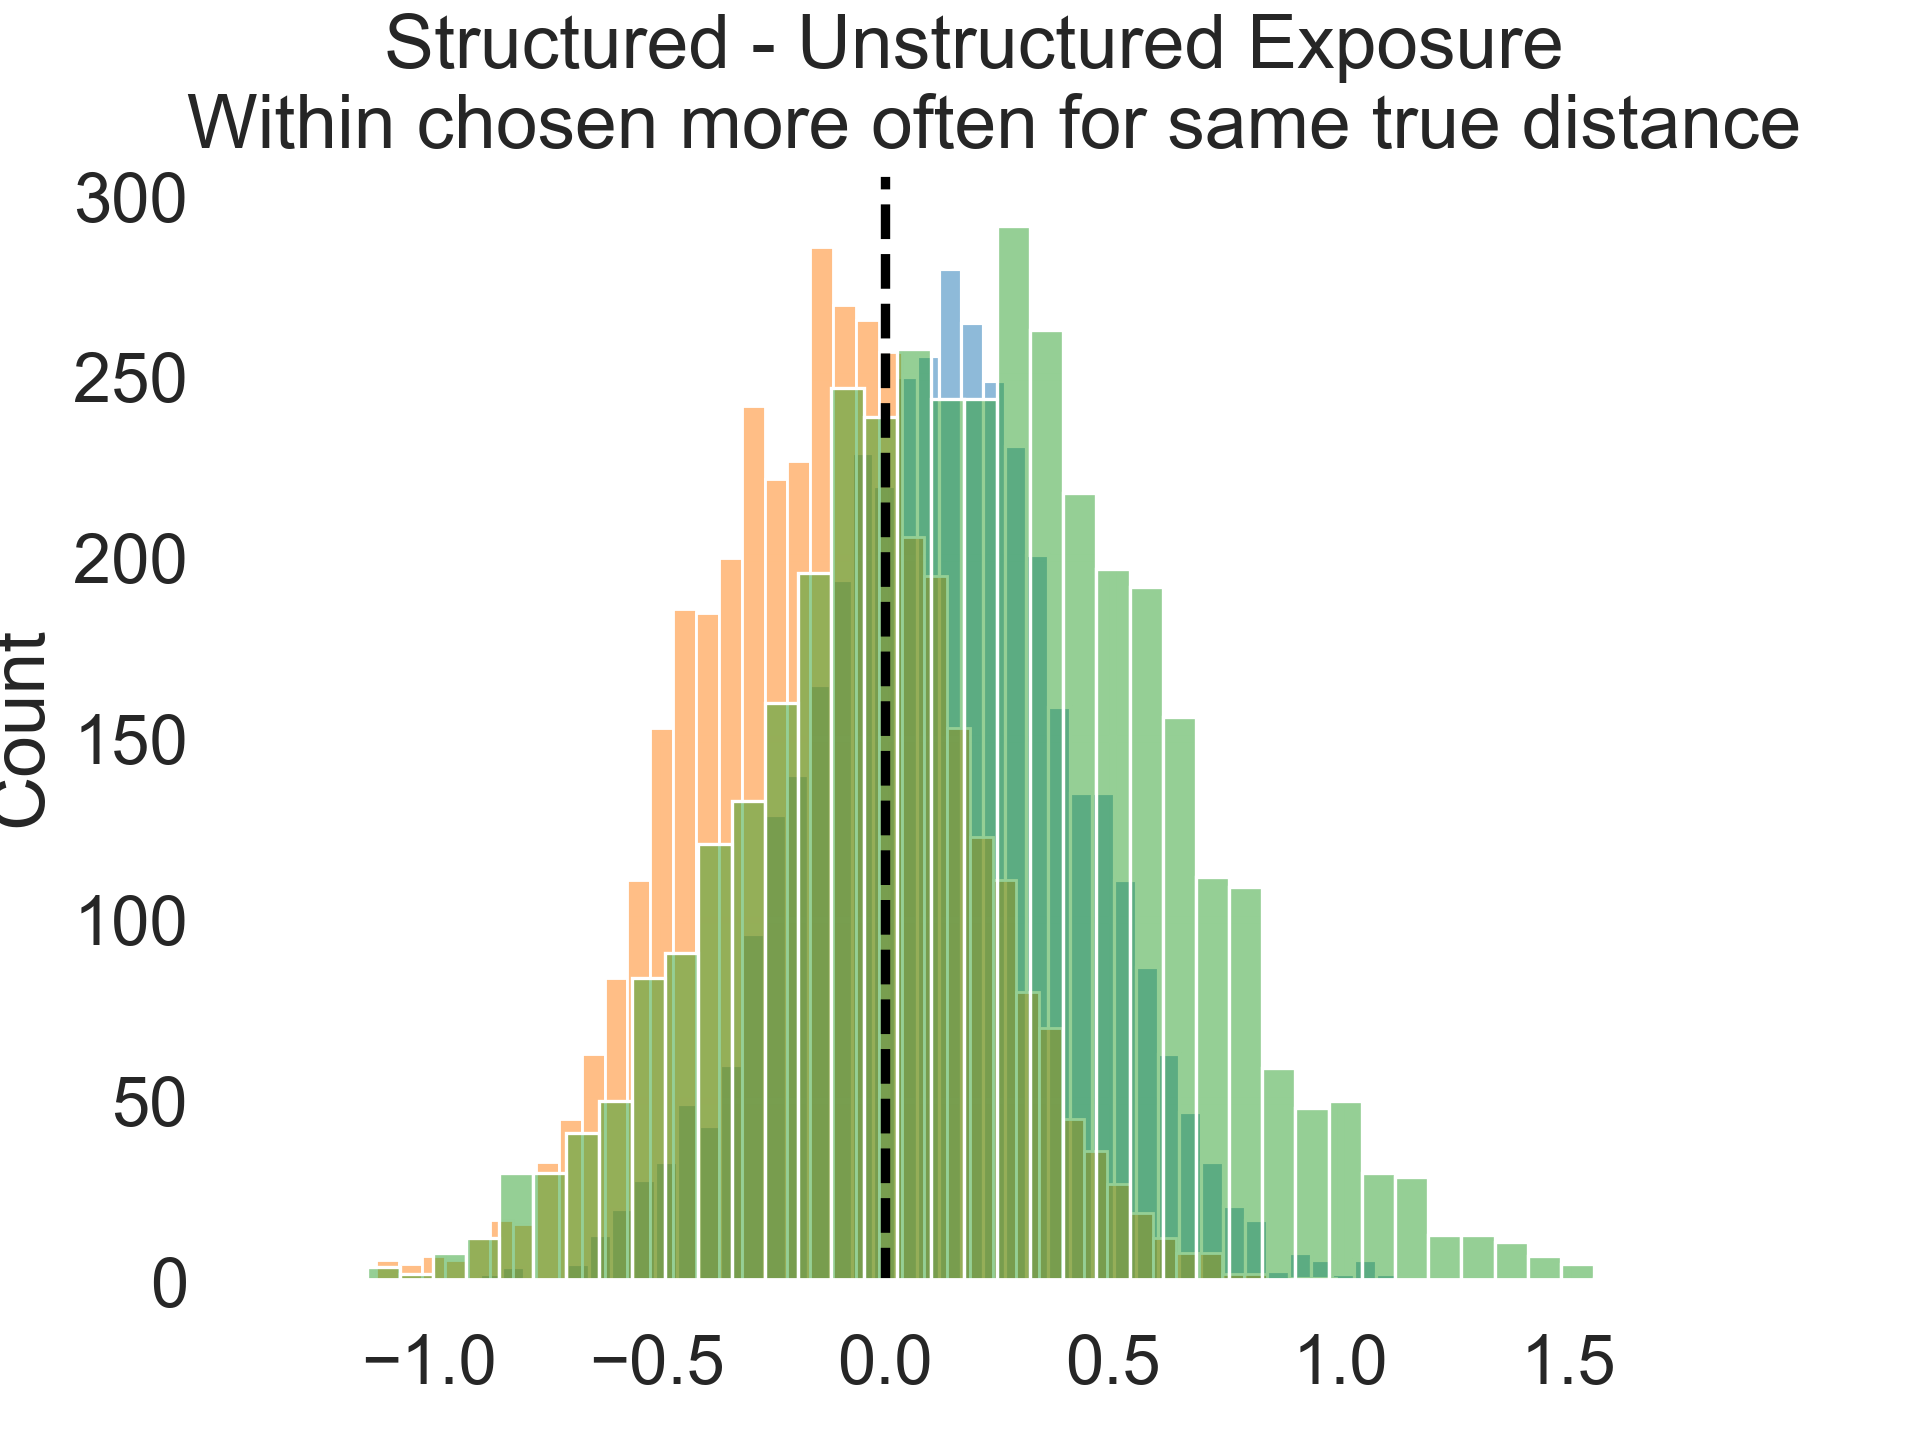 Structured - Unstructured Exposure
Within chosen more often for same true distance
300
250
200
150
100
50
0
Count
−1.0 −0.5 0.0 0.5 1.0 1.5